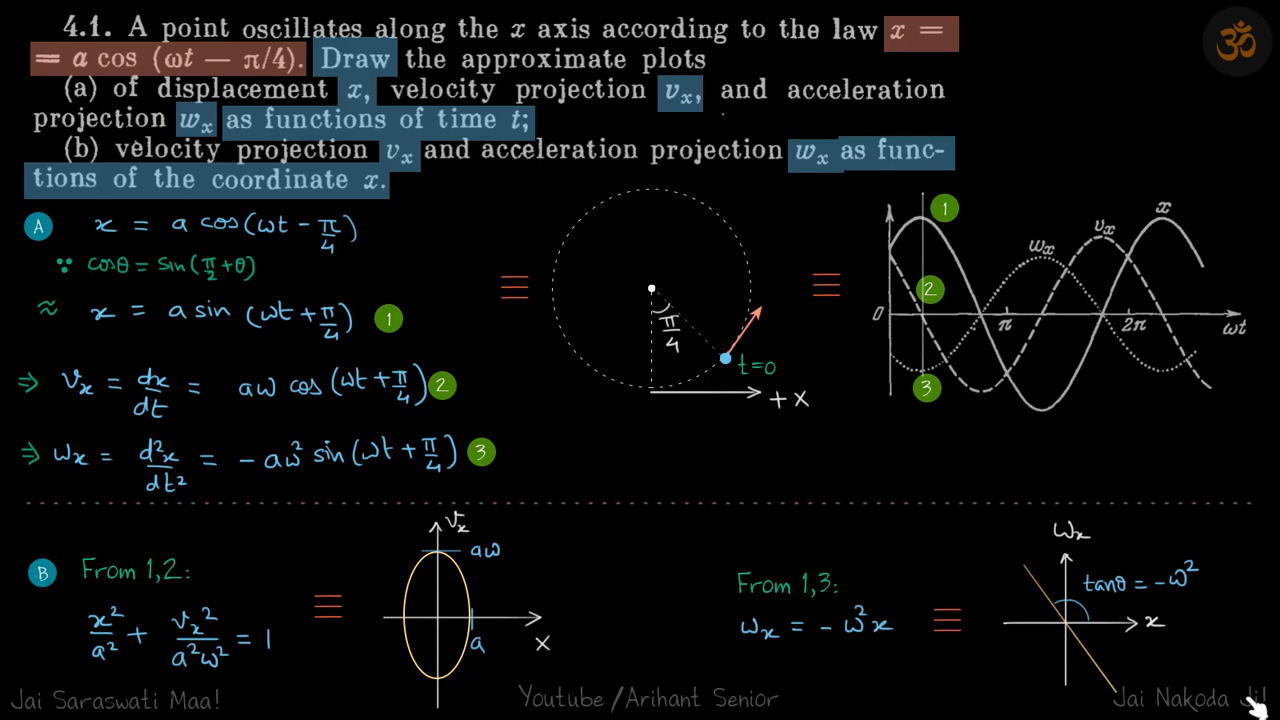 4.1. A point oscillates along the x axis according to the law x =
= a cos (ωt — π/4). Draw the approximate plots
(a) of displacement x, velocity projection vₓ, and acceleration
projection wₓ as functions of time t;
(b) velocity projection vₓ and acceleration projection wₓ as func-
tions of the coordinate x.
ॐ
A x = a cos(ωt - π/4)
∵ cosθ = sin(π/2+θ)
≈ x = a sin (ωt + π/4) 1
⇒ vₓ = dx/dt = aω cos(ωt + π/4) 2
⇒ wₓ = d²x/dt² = - aω² sin(ωt + π/4) 3
≡
π/4
t=0
+ X
≡
1
2
3
x
vₓ
wₓ
0
π
2π
ωt
B From 1,2:
x²/a² + vₓ²/a²ω² = 1
≡
vₓ
aω
a
X
From 1,3:
wₓ = - ω²x
≡
wₓ
tanθ = -ω²
x
Jai Saraswati Maa!
Youtube /Arihant Senior
Jai Nakoda Ji!